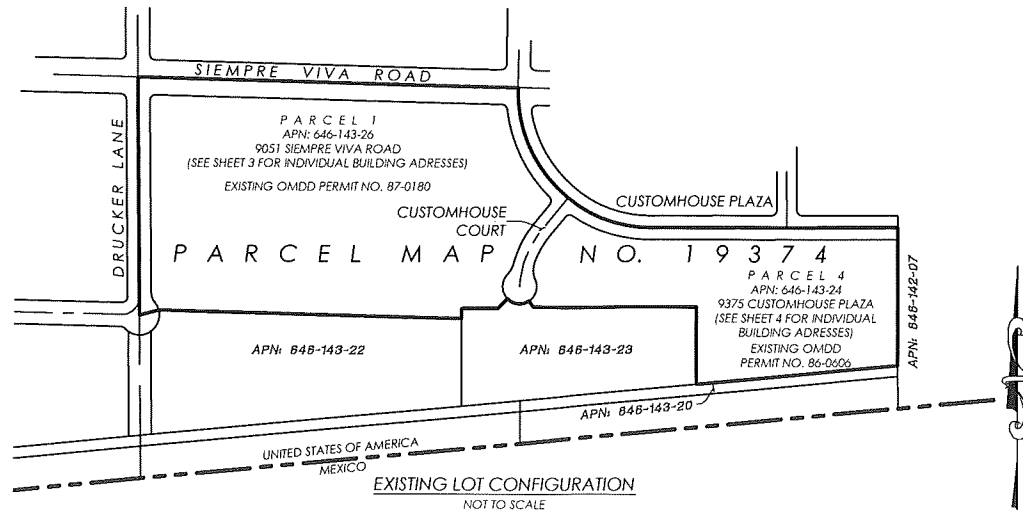 SIEMPRE VIVA ROAD
DRUCKER LANE
PARCEL 1
APN: 646-143-26
9051 SIEMPRE VIVA ROAD
(SEE SHEET 3 FOR INDIVIDUAL BUILDING ADRESSES)
EXISTING OMDD PERMIT NO. 87-0180
CUSTOMHOUSE
COURT
CUSTOMHOUSE PLAZA
PARCEL MAP NO. 19374
PARCEL 4
APN: 646-143-24
9375 CUSTOMHOUSE PLAZA
(SEE SHEET 4 FOR INDIVIDUAL
BUILDING ADRESSES)
EXISTING OMDD
PERMIT NO. 86-0606
APN: 646-142-07
APN: 646-143-22
APN: 646-143-23
APN: 646-143-20
UNITED STATES OF AMERICA
MEXICO
EXISTING LOT CONFIGURATION
NOT TO SCALE